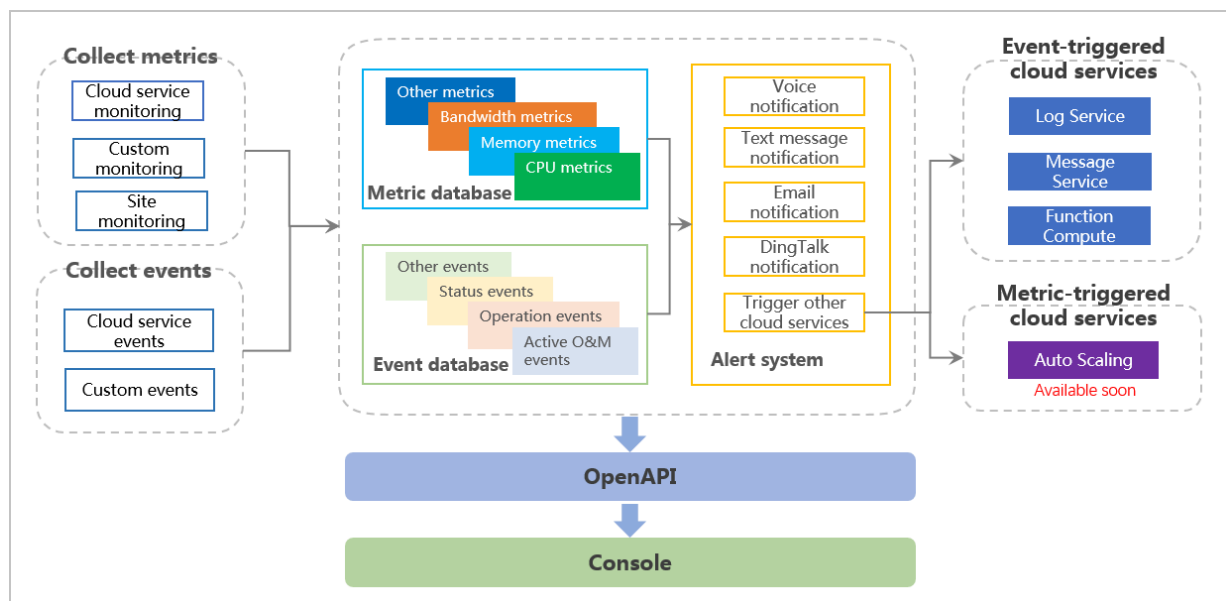 Collect metrics
Cloud service
monitoring
Custom
monitoring
Site
monitoring
Collect events
Cloud service
events
Custom events
Other metrics
Bandwidth metrics
Memory metrics
CPU metrics
Metric database
Other events
Status events
Operation events
Active O&M
events
Event database
Voice
notification
Text message
notification
Email
notification
DingTalk
notification
Trigger other
cloud services
Alert system
Event-triggered
cloud services
Log Service
Message
Service
Function
Compute
Metric-triggered
cloud services
Auto Scaling
Available soon
OpenAPI
Console